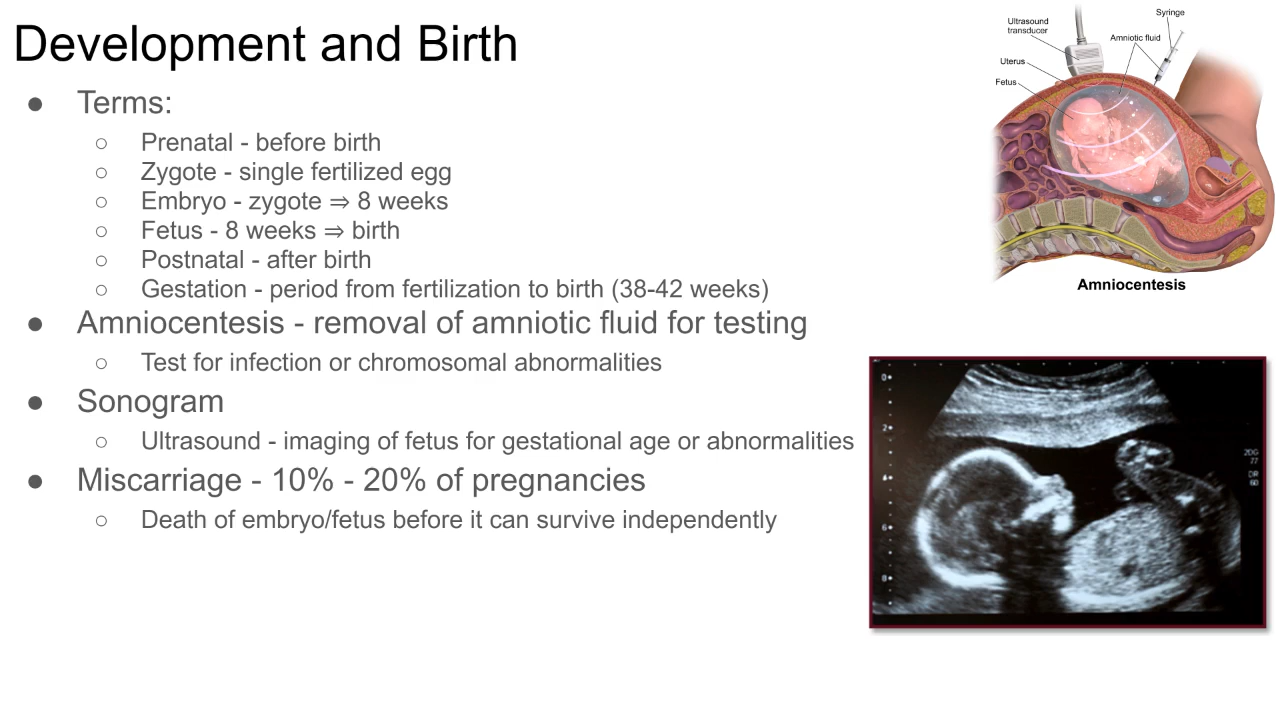 Development and Birth
● Terms:
○ Prenatal - before birth
○ Zygote - single fertilized egg
○ Embryo - zygote ⇒ 8 weeks
○ Fetus - 8 weeks ⇒ birth
○ Postnatal - after birth
○ Gestation - period from fertilization to birth (38-42 weeks)
● Amniocentesis - removal of amniotic fluid for testing
○ Test for infection or chromosomal abnormalities
● Sonogram
○ Ultrasound - imaging of fetus for gestational age or abnormalities
● Miscarriage - 10% - 20% of pregnancies
○ Death of embryo/fetus before it can survive independently
Syringe
Ultrasound
transducer
Amniotic fluid
Uterus
Fetus
Amniocentesis
0
2
4
6
8
2DG
77
DR
60